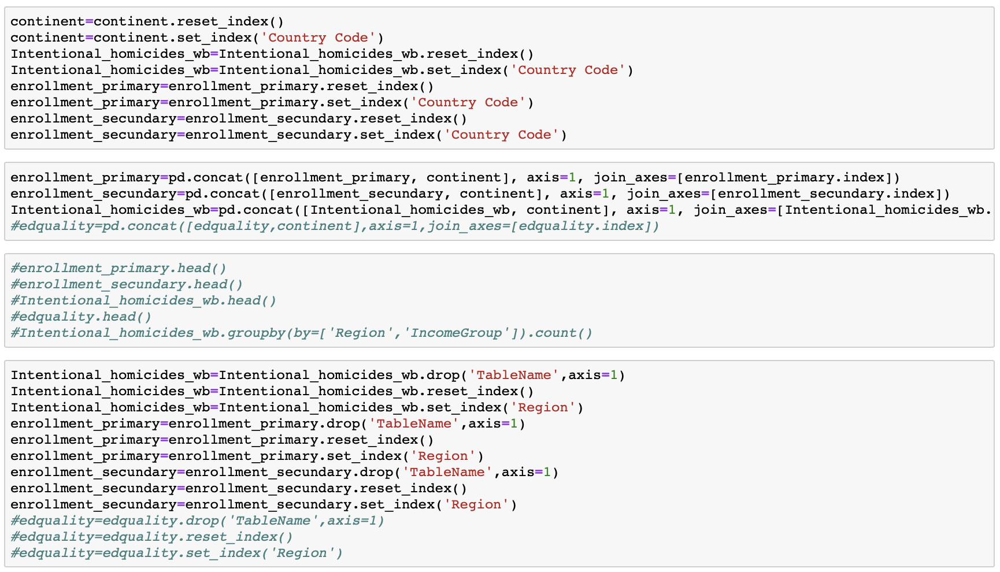 continent=continent.reset_index()
continent=continent.set_index('Country Code')
Intentional_homicides_wb=Intentional_homicides_wb.reset_index()
Intentional_homicides_wb=Intentional_homicides_wb.set_index('Country Code')
enrollment_primary=enrollment_primary.reset_index()
enrollment_primary=enrollment_primary.set_index('Country Code')
enrollment_secundary=enrollment_secundary.reset_index()
enrollment_secundary=enrollment_secundary.set_index('Country Code')
enrollment_primary=pd.concat([enrollment_primary, continent], axis=1, join_axes=[enrollment_primary.index])
enrollment_secundary=pd.concat([enrollment_secundary, continent], axis=1, join_axes=[enrollment_secundary.index])
Intentional_homicides_wb=pd.concat([Intentional_homicides_wb, continent], axis=1, join_axes=[Intentional_homicides_wb.
#edquality=pd.concat([edquality,continent],axis=1,join_axes=[edquality.index])
#enrollment_primary.head()
#enrollment_secundary.head()
#Intentional_homicides_wb.head()
#edquality.head()
#Intentional_homicides_wb.groupby(by=['Region','IncomeGroup']).count()
Intentional_homicides_wb=Intentional_homicides_wb.drop('TableName',axis=1)
Intentional_homicides_wb=Intentional_homicides_wb.reset_index()
Intentional_homicides_wb=Intentional_homicides_wb.set_index('Region')
enrollment_primary=enrollment_primary.drop('TableName',axis=1)
enrollment_primary=enrollment_primary.reset_index()
enrollment_primary=enrollment_primary.set_index('Region')
enrollment_secundary=enrollment_secundary.drop('TableName',axis=1)
enrollment_secundary=enrollment_secundary.reset_index()
enrollment_secundary=enrollment_secundary.set_index('Region')
#edquality=edquality.drop('TableName',axis=1)
#edquality=edquality.reset_index()
#edquality=edquality.set_index('Region')